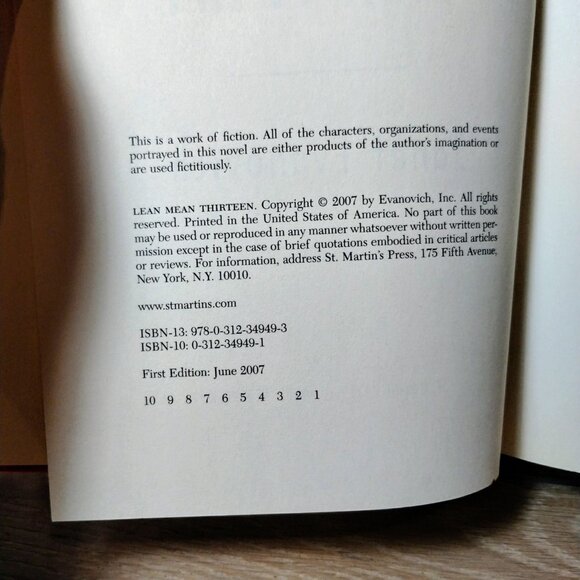 This is a work of fiction. All of the characters, organizations, and events
portrayed in this novel are either products of the author's imagination or
are used fictitiously.
LEAN MEAN THIRTEEN. Copyright © 2007 by Evanovich, Inc. All rights
reserved. Printed in the United States of America. No part of this book
may be used or reproduced in any manner whatsoever without written per-
mission except in the case of brief quotations embodied in critical articles
or reviews. For information, address St. Martin's Press, 175 Fifth Avenue,
New York, N.Y. 10010.
www.stmartins.com
ISBN-13: 978-0-312-34949-3
ISBN-10: 0-312-34949-1
First Edition: June 2007
10 9 8 7 6 5 4 3 2 1